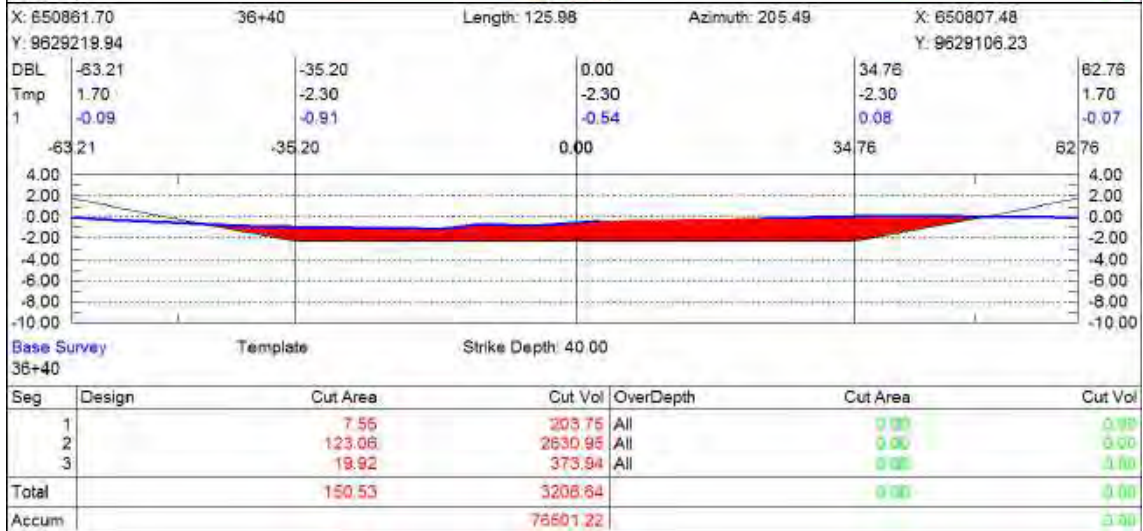 X: 650861.70 36+40 Length: 125.98 Azimuth: 205.49 X: 650807.48
Y: 9629219.94 Y: 9629106.23
DBL -63.21 -35.20 0.00 34.76 62.76
Tmp 1.70 -2.30 -2.30 -2.30 1.70
1 -0.09 -0.91 -0.54 0.08 -0.07
-63.21 -35.20 0.00 34.76 62.76
4.00 4.00
2.00 2.00
0.00 0.00
-2.00 -2.00
-4.00 -4.00
-6.00 -6.00
-8.00 -8.00
-10.00 -10.00
Base Survey Template Strike Depth: 40.00
36+40
Seg Design Cut Area Cut Vol OverDepth Cut Area Cut Vol
1 7.55 203.75 All 0.00 0.00
2 123.06 2630.95 All 0.00 0.00
3 19.92 373.94 All 0.00 0.00
Total 150.53 3208.64 0.00 0.00
Accum 76601.22 0.00